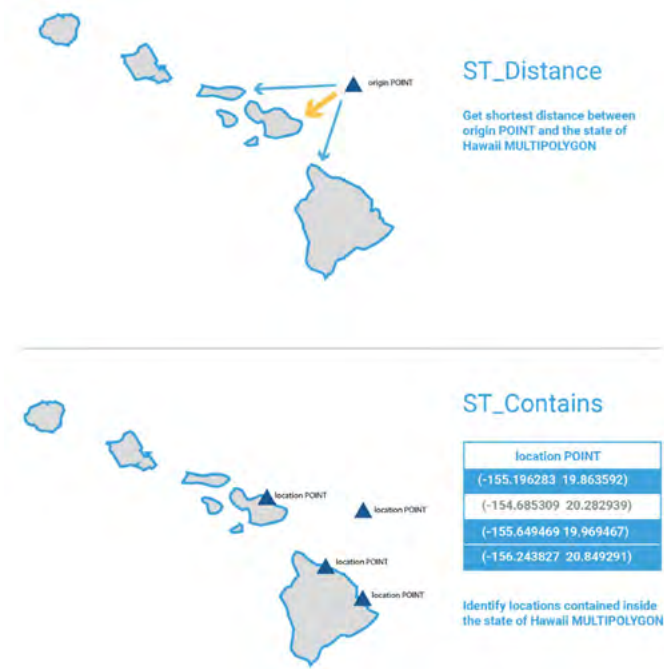 ST_Distance
origin POINT
Get shortest distance between
origin POINT and the state of
Hawaii MULTIPOLYGON
ST_Contains
location POINT
(-155.196283 19.863592)
(-154.685309 20.282939)
(-155.649469 19.969467)
(-156.243827 20.849291)
location POINT
location POINT
location POINT
location POINT
Identify locations contained inside
the state of Hawaii MULTIPOLYGON